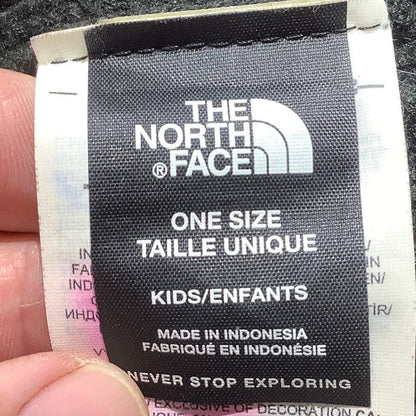 THE
NORTH
®FACE
ONE SIZE
TAILLE UNIQUE
KIDS/ENFANTS
MADE IN INDONESIA
FABRIQUÉ EN INDONÉSIE
NEVER STOP EXPLORING
EXCLUSIVE OF DECORATION